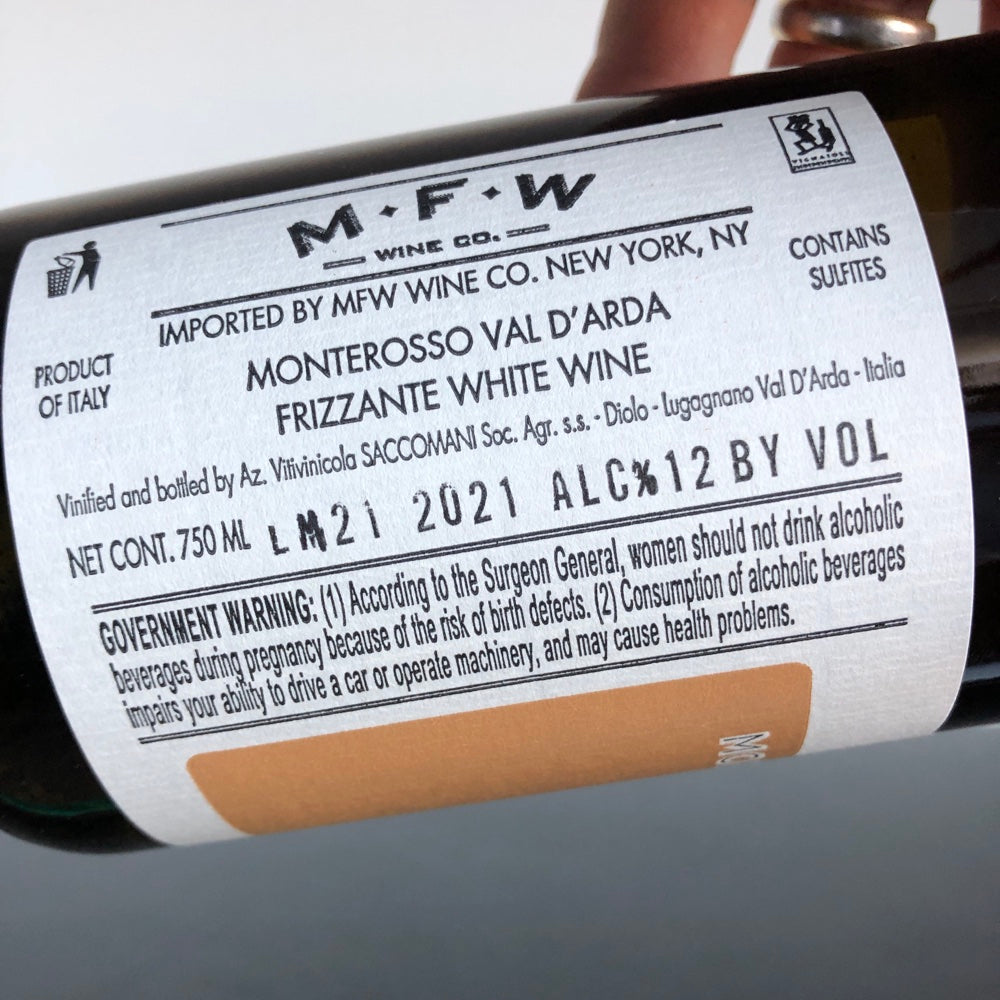 M · F · W
WINE CO.
IMPORTED BY MFW WINE CO. NEW YORK, NY
CONTAINS
SULFITES
PRODUCT
OF ITALY
MONTEROSSO VAL D'ARDA
FRIZZANTE WHITE WINE
Vinified and bottled by Az. Vitivinicola SACCOMANI Soc. Agr. s.s. - Diolo - Lugagnano Val D'Arda - Italia
NET CONT. 750 ML LM21 2021 ALC%12 BY VOL
GOVERNMENT WARNING: (1) According to the Surgeon General, women should not drink alcoholic
beverages during pregnancy because of the risk of birth defects. (2) Consumption of alcoholic beverages
impairs your ability to drive a car or operate machinery, and may cause health problems.